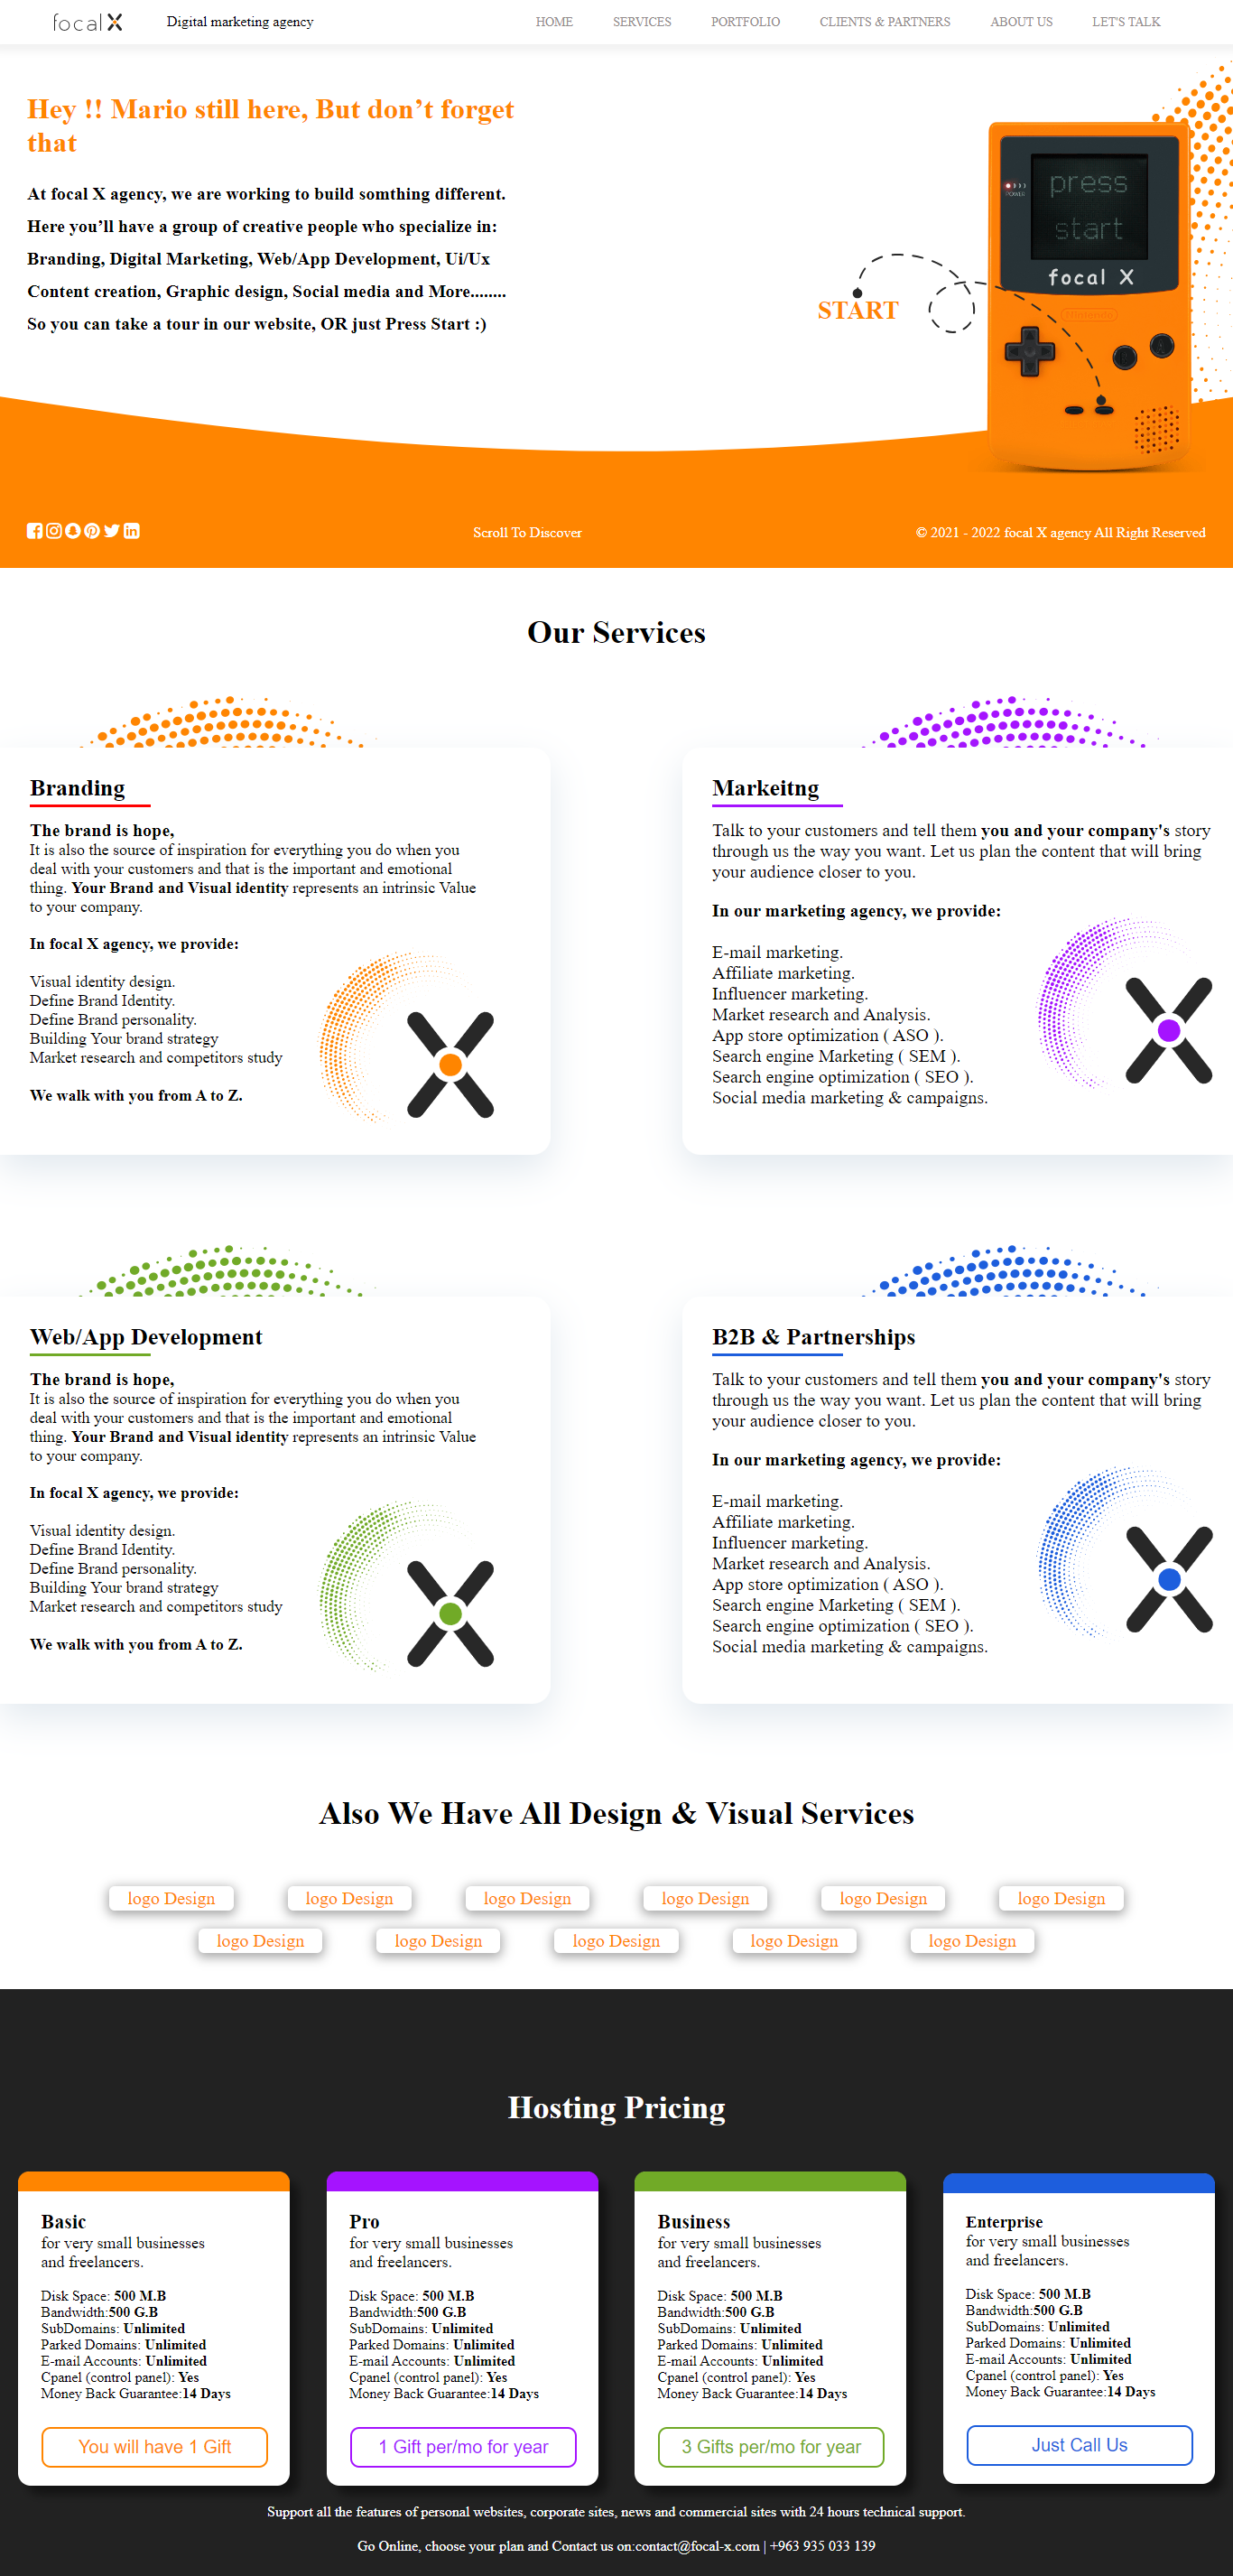 focal X
Digital marketing agency
HOME
SERVICES
PORTFOLIO
CLIENTS & PARTNERS
ABOUT US
LET'S TALK
Hey !! Mario still here, But don’t forget
that
At focal X agency, we are working to build somthing different.
Here you’ll have a group of creative people who specialize in:
Branding, Digital Marketing, Web/App Development, Ui/Ux
Content creation, Graphic design, Social media and More........
So you can take a tour in our website, OR just Press Start :)
START
POWER
press
start
focal X
Nintendo
Scroll To Discover
© 2021 - 2022 focal X agency All Right Reserved
Our Services
Branding
The brand is hope,
It is also the source of inspiration for everything you do when you
deal with your customers and that is the important and emotional
thing. Your Brand and Visual identity represents an intrinsic Value
to your company.
In focal X agency, we provide:
Visual identity design.
Define Brand Identity.
Define Brand personality.
Building Your brand strategy
Market research and competitors study
We walk with you from A to Z.
Markeitng
Talk to your customers and tell them you and your company's story
through us the way you want. Let us plan the content that will bring
your audience closer to you.
In our marketing agency, we provide:
E-mail marketing.
Affiliate marketing.
Influencer marketing.
Market research and Analysis.
App store optimization ( ASO ).
Search engine Marketing ( SEM ).
Search engine optimization ( SEO ).
Social media marketing & campaigns.
Web/App Development
The brand is hope,
It is also the source of inspiration for everything you do when you
deal with your customers and that is the important and emotional
thing. Your Brand and Visual identity represents an intrinsic Value
to your company.
In focal X agency, we provide:
Visual identity design.
Define Brand Identity.
Define Brand personality.
Building Your brand strategy
Market research and competitors study
We walk with you from A to Z.
B2B & Partnerships
Talk to your customers and tell them you and your company's story
through us the way you want. Let us plan the content that will bring
your audience closer to you.
In our marketing agency, we provide:
E-mail marketing.
Affiliate marketing.
Influencer marketing.
Market research and Analysis.
App store optimization ( ASO ).
Search engine Marketing ( SEM ).
Search engine optimization ( SEO ).
Social media marketing & campaigns.
Also We Have All Design & Visual Services
logo Design
logo Design
logo Design
logo Design
logo Design
logo Design
logo Design
logo Design
logo Design
logo Design
logo Design
Hosting Pricing
Basic
for very small businesses
and freelancers.
Disk Space: 500 M.B
Bandwidth:500 G.B
SubDomains: Unlimited
Parked Domains: Unlimited
E-mail Accounts: Unlimited
Cpanel (control panel): Yes
Money Back Guarantee:14 Days
You will have 1 Gift
Pro
for very small businesses
and freelancers.
Disk Space: 500 M.B
Bandwidth:500 G.B
SubDomains: Unlimited
Parked Domains: Unlimited
E-mail Accounts: Unlimited
Cpanel (control panel): Yes
Money Back Guarantee:14 Days
1 Gift per/mo for year
Business
for very small businesses
and freelancers.
Disk Space: 500 M.B
Bandwidth:500 G.B
SubDomains: Unlimited
Parked Domains: Unlimited
E-mail Accounts: Unlimited
Cpanel (control panel): Yes
Money Back Guarantee:14 Days
3 Gifts per/mo for year
Enterprise
for very small businesses
and freelancers.
Disk Space: 500 M.B
Bandwidth:500 G.B
SubDomains: Unlimited
Parked Domains: Unlimited
E-mail Accounts: Unlimited
Cpanel (control panel): Yes
Money Back Guarantee:14 Days
Just Call Us
Support all the features of personal websites, corporate sites, news and commercial sites with 24 hours technical support.
Go Online, choose your plan and Contact us on:contact@focal-x.com | +963 935 033 139